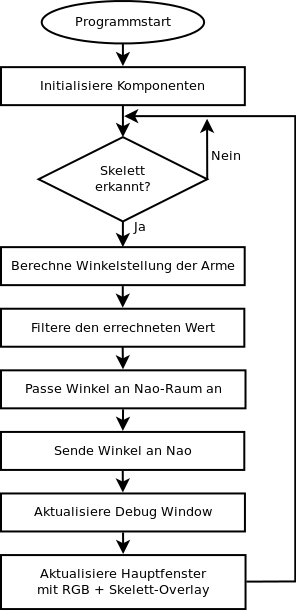 Programmstart
Initialisiere Komponenten
Skelett
erkannt?
Nein
Ja
Berechne Winkelstellung der Arme
Filtere den errechneten Wert
Passe Winkel an Nao-Raum an
Sende Winkel an Nao
Aktualisiere Debug Window
Aktualisiere Hauptfenster
mit RGB + Skelett-Overlay